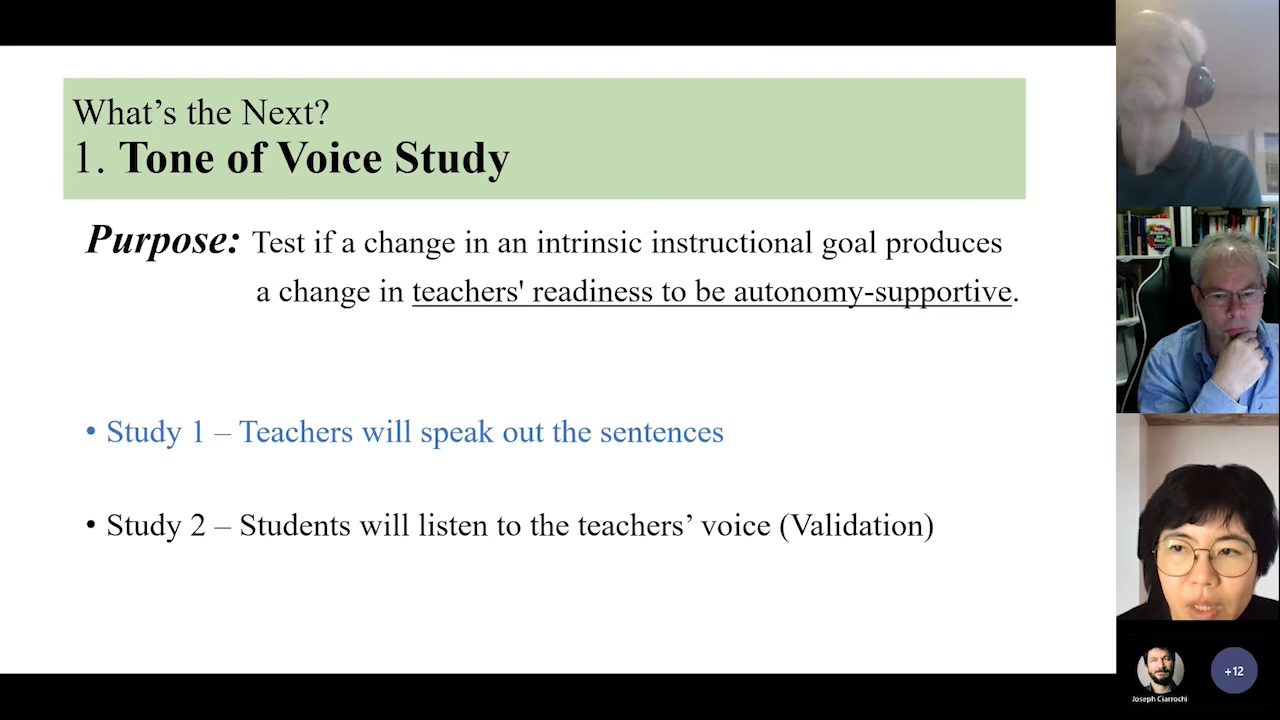 What’s the Next?
1. Tone of Voice Study
Purpose: Test if a change in an intrinsic instructional goal produces
a change in teachers' readiness to be autonomy-supportive.
• Study 1 – Teachers will speak out the sentences
• Study 2 – Students will listen to the teachers’ voice (Validation)
Joseph Ciarrochi
+12